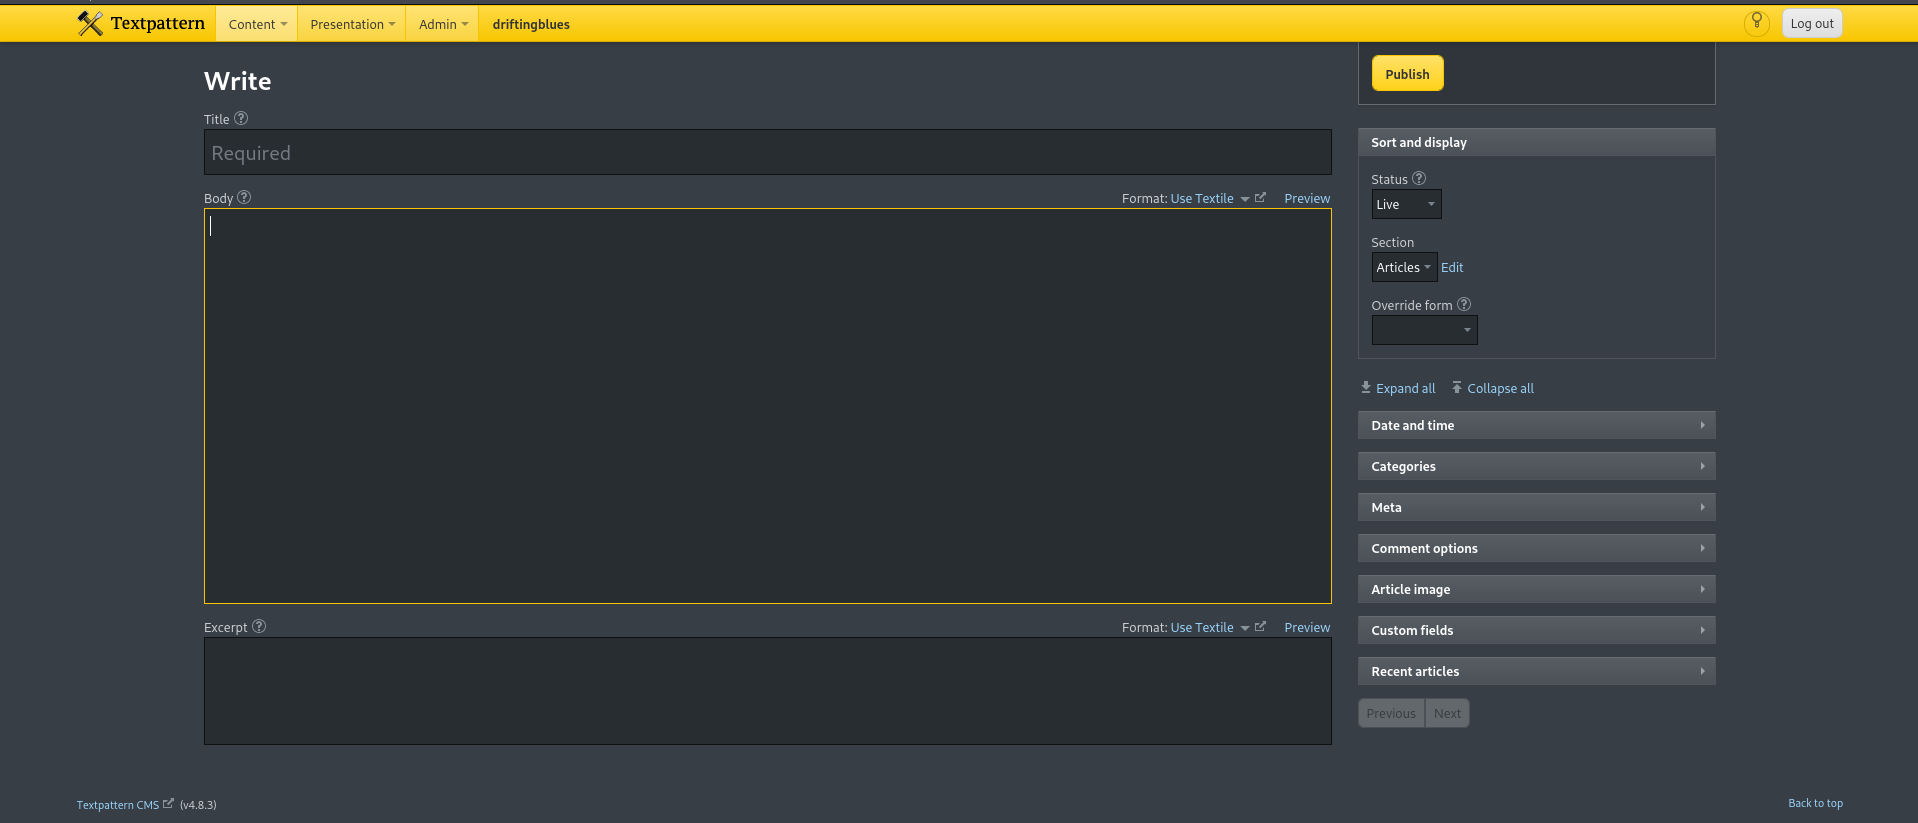 Textpattern Content Presentation Admin driftingblues Log out
Write
Title
Required
Body Format: Use Textile Preview
Excerpt Format: Use Textile Preview
Publish
Sort and display
Status
Live
Section
Articles Edit
Override form
Expand all Collapse all
Date and time
Categories
Meta
Comment options
Article image
Custom fields
Recent articles
Previous Next
Textpattern CMS (v4.8.3) Back to top